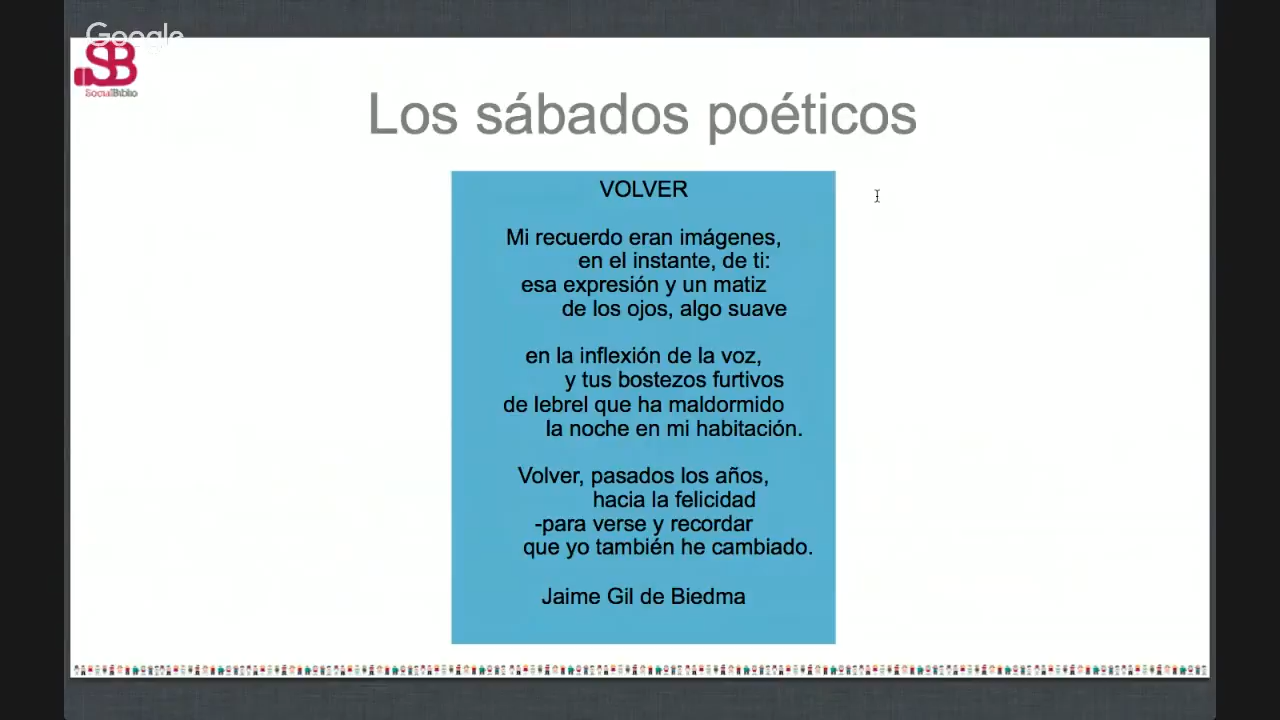 Google
SB
SocialBiblio
Los sábados poéticos
VOLVER
Mi recuerdo eran imágenes,
en el instante, de ti:
esa expresión y un matiz
de los ojos, algo suave
en la inflexión de la voz,
y tus bostezos furtivos
de lebrel que ha maldormido
la noche en mi habitación.
Volver, pasados los años,
hacia la felicidad
-para verse y recordar
que yo también he cambiado.
Jaime Gil de Biedma